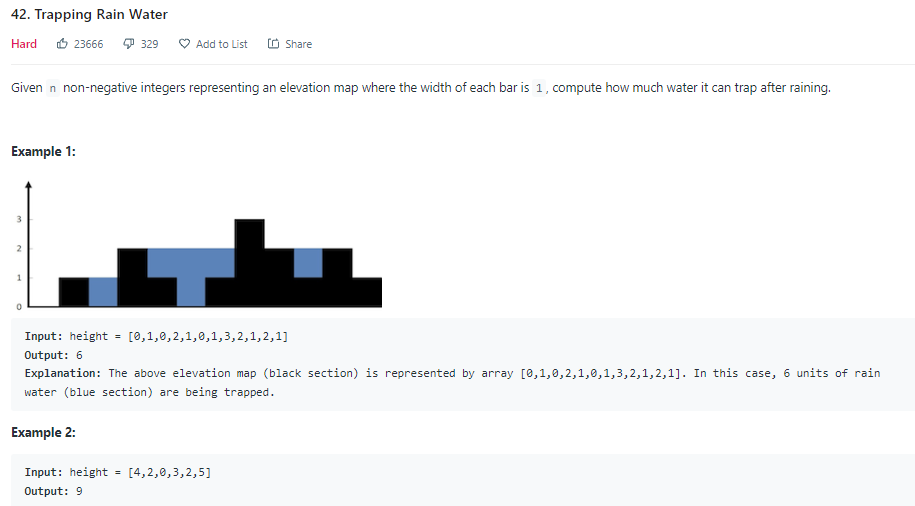 42. Trapping Rain Water
Hard 23666 329 Add to List Share
Given n non-negative integers representing an elevation map where the width of each bar is 1, compute how much water it can trap after raining.
Example 1:
3
2
1
0
Input: height = [0,1,0,2,1,0,1,3,2,1,2,1]
Output: 6
Explanation: The above elevation map (black section) is represented by array [0,1,0,2,1,0,1,3,2,1,2,1]. In this case, 6 units of rain
water (blue section) are being trapped.
Example 2:
Input: height = [4,2,0,3,2,5]
Output: 9